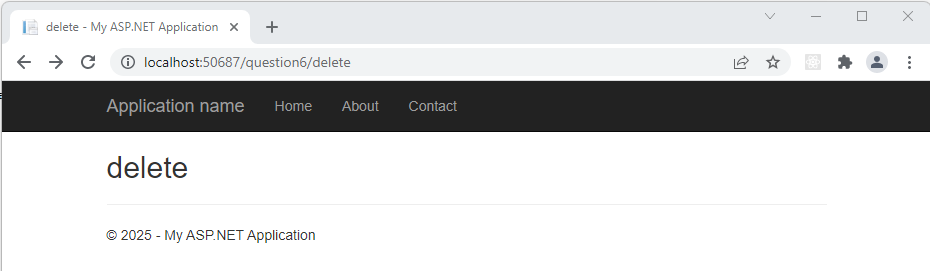 delete - My ASP.NET Application
localhost:50687/question6/delete
Application name Home About Contact
delete
© 2025 - My ASP.NET Application